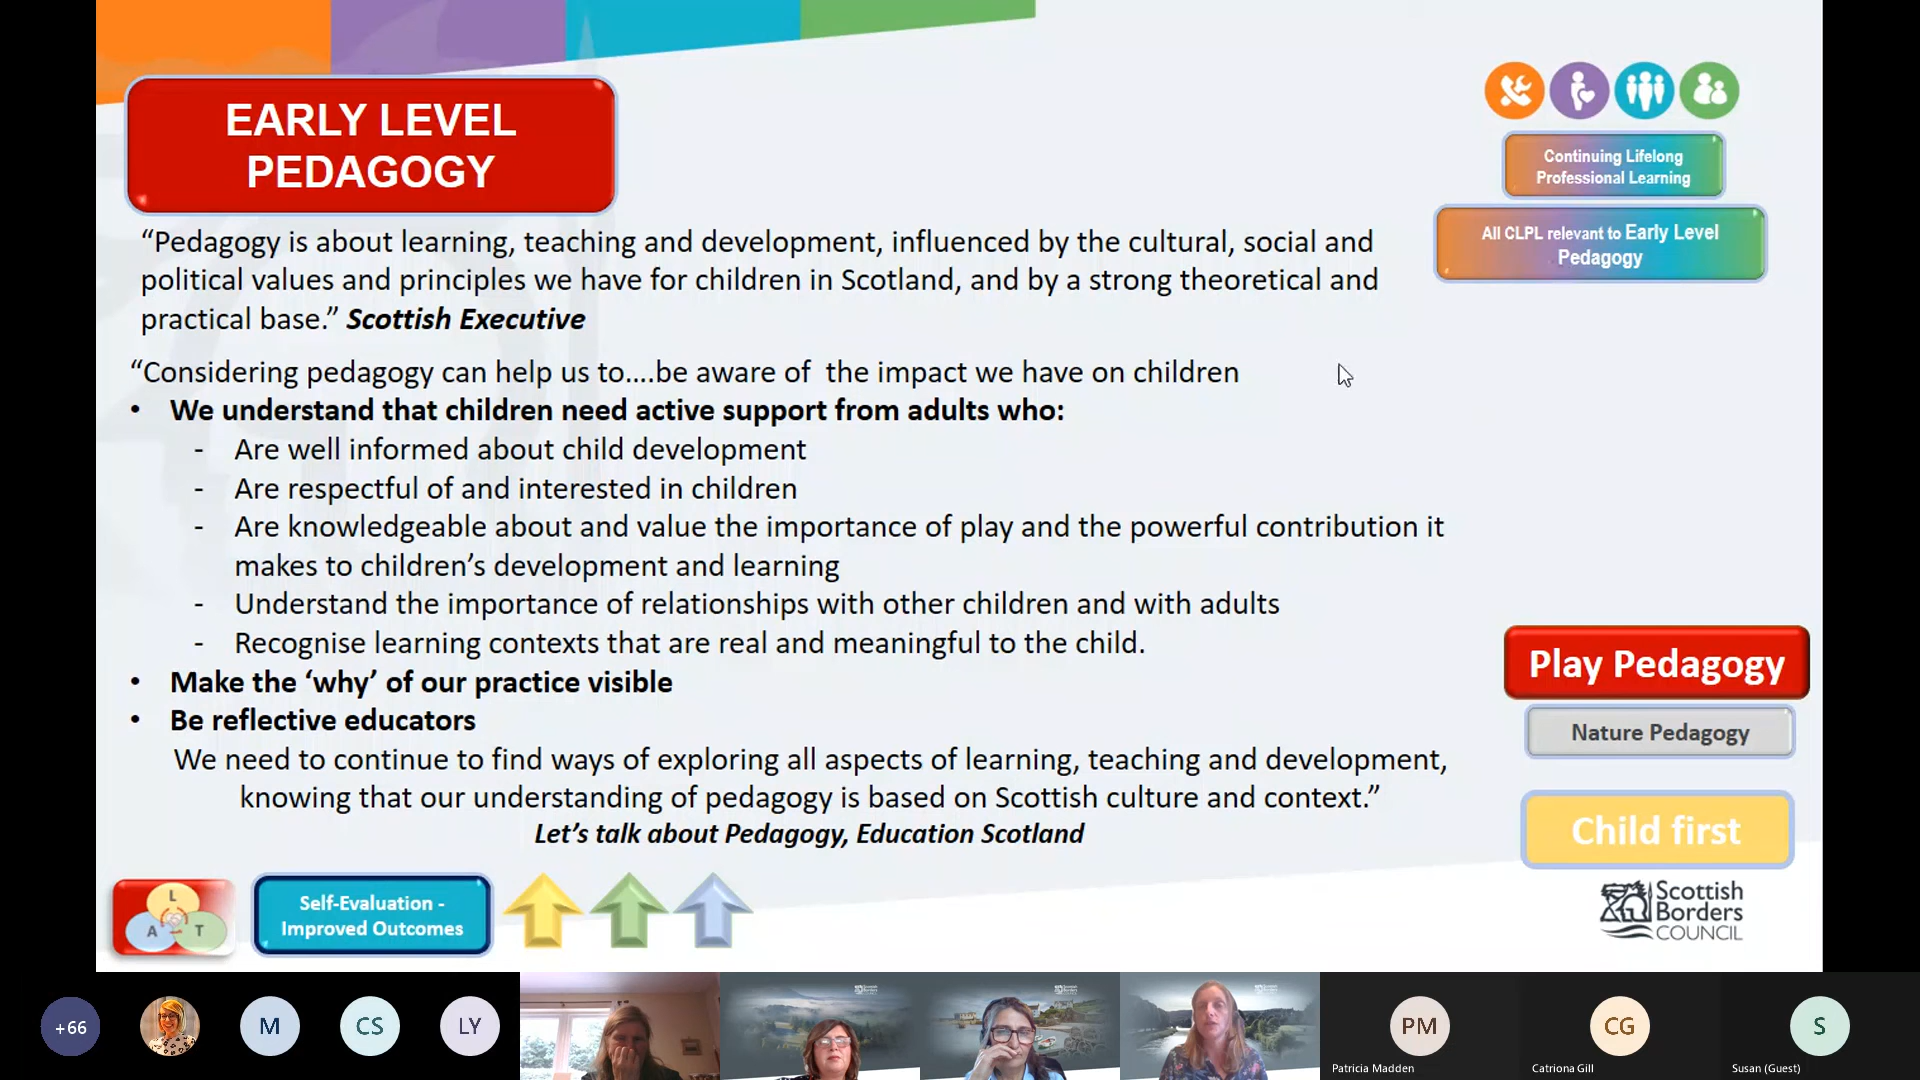 EARLY LEVEL
PEDAGOGY
Continuing Lifelong
Professional Learning
All CLPL relevant to Early Level
Pedagogy
“Pedagogy is about learning, teaching and development, influenced by the cultural, social and
political values and principles we have for children in Scotland, and by a strong theoretical and
practical base.” Scottish Executive
“Considering pedagogy can help us to....be aware of  the impact we have on children
• We understand that children need active support from adults who:
- Are well informed about child development
- Are respectful of and interested in children
- Are knowledgeable about and value the importance of play and the powerful contribution it
makes to children’s development and learning
- Understand the importance of relationships with other children and with adults
- Recognise learning contexts that are real and meaningful to the child.
• Make the ‘why’ of our practice visible
• Be reflective educators
We need to continue to find ways of exploring all aspects of learning, teaching and development,
knowing that our understanding of pedagogy is based on Scottish culture and context.”
Let’s talk about Pedagogy, Education Scotland
Play Pedagogy
Nature Pedagogy
Child first
L
A T
Self-Evaluation -
Improved Outcomes
Scottish
Borders
COUNCIL
+66
M
CS
LY
PM
Patricia Madden
CG
Catriona Gill
S
Susan (Guest)